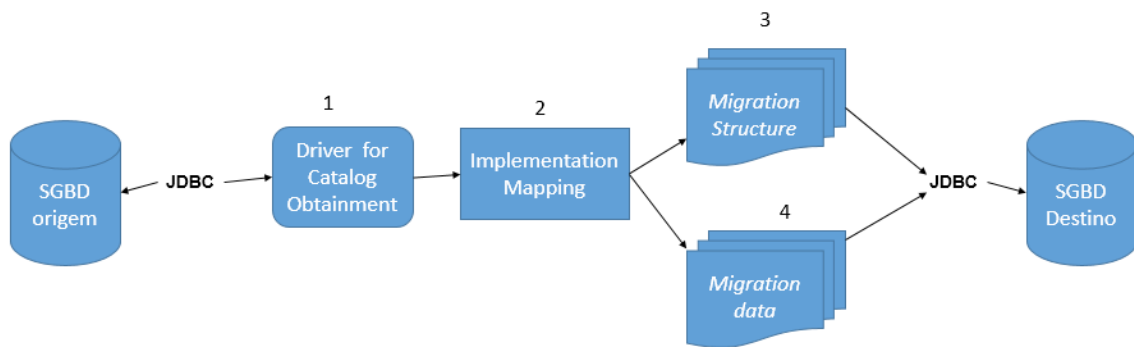 3
1
2
Migration
Structure
SGBD
origem
JDBC
Driver for
Catalog
Obtainment
Implementation
Mapping
JDBC
SGBD
Destino
4
Migration
data